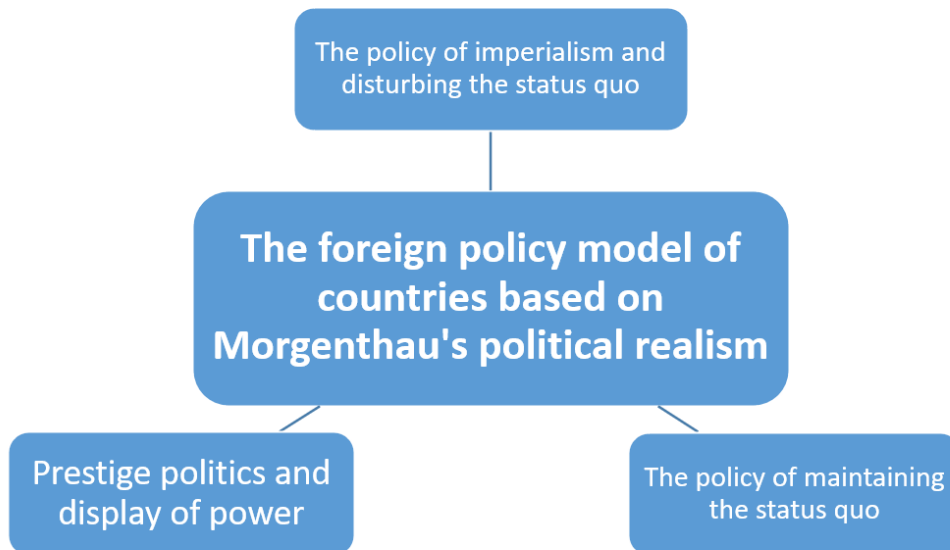 The policy of imperialism and
disturbing the status quo
The foreign policy model of
countries based on
Morgenthau's political realism
Prestige politics and
display of power
The policy of maintaining
the status quo